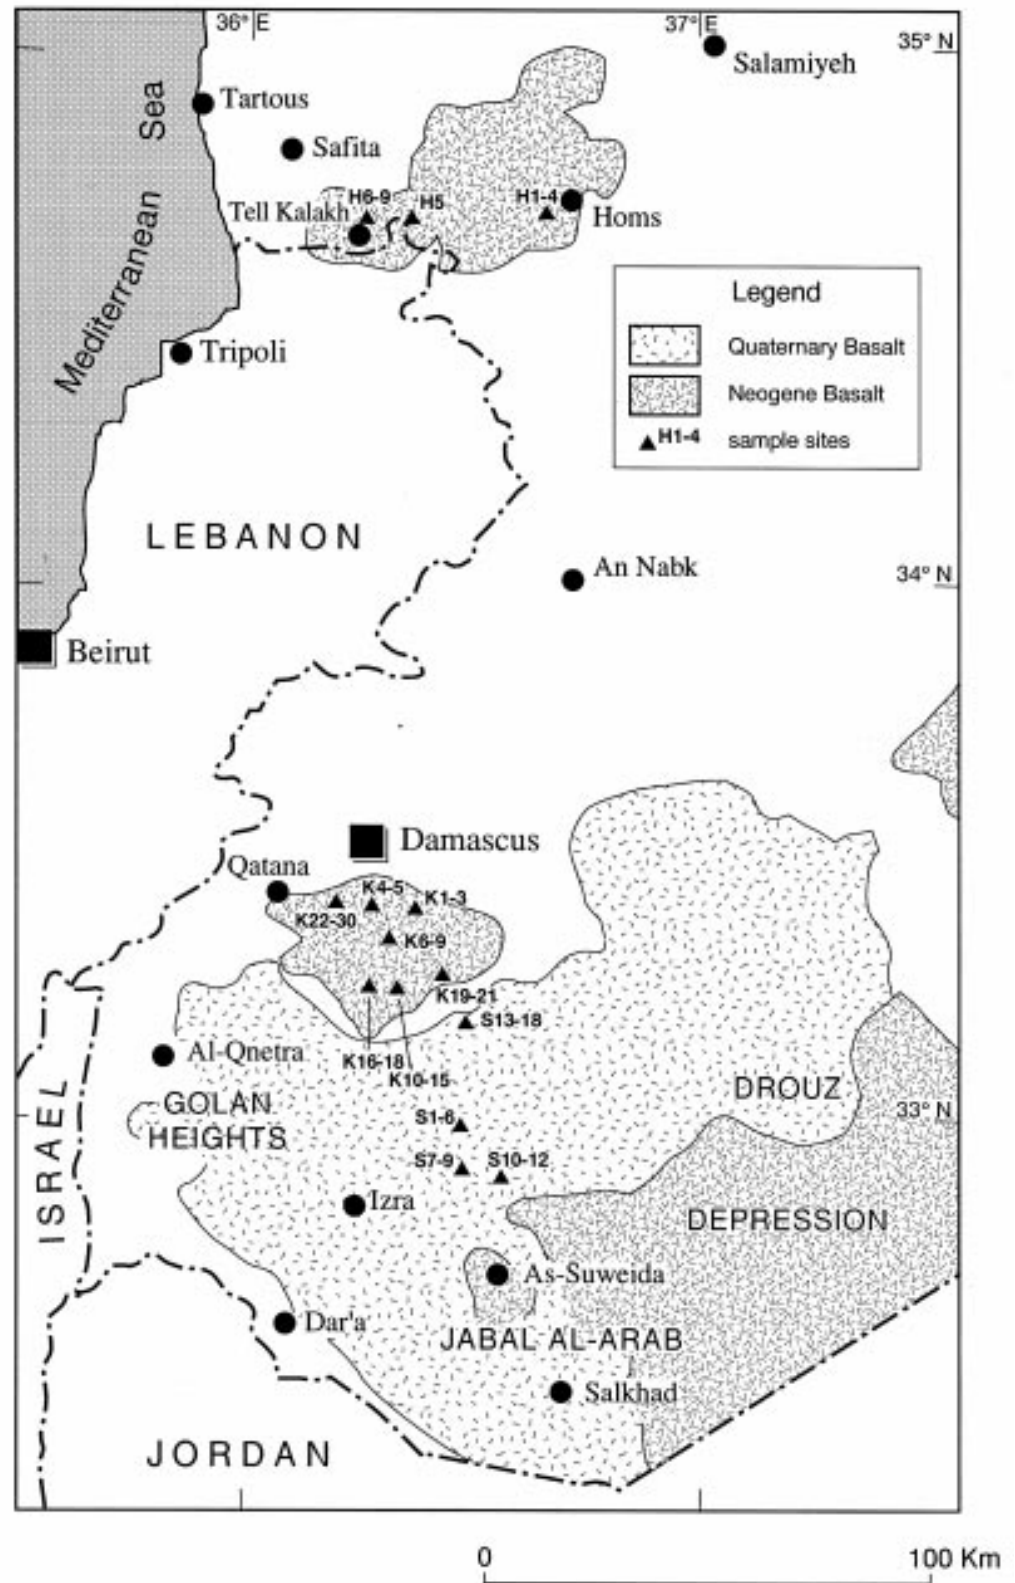 36° E
37° E
35° N
Salamiyeh
Tartous
Mediterranean Sea
Safita
H6-9
H5
H1-4
Tell Kalakh
Homs
Legend
Quaternary Basalt
Neogene Basalt
H1-4 sample sites
Tripoli
LEBANON
An Nabk
34° N
Beirut
Damascus
Qatana
K4-5
K1-3
K22-30
K6-9
K19-21
S13-18
Al-Qnetra
K16-18
K10-15
DROUZ
GOLAN
HEIGHTS
S1-6
33° N
ISRAEL
S7-9
S10-12
Izra
DEPRESSION
As-Suweida
Dar'a
JABAL AL-ARAB
Salkhad
JORDAN
0
100 Km